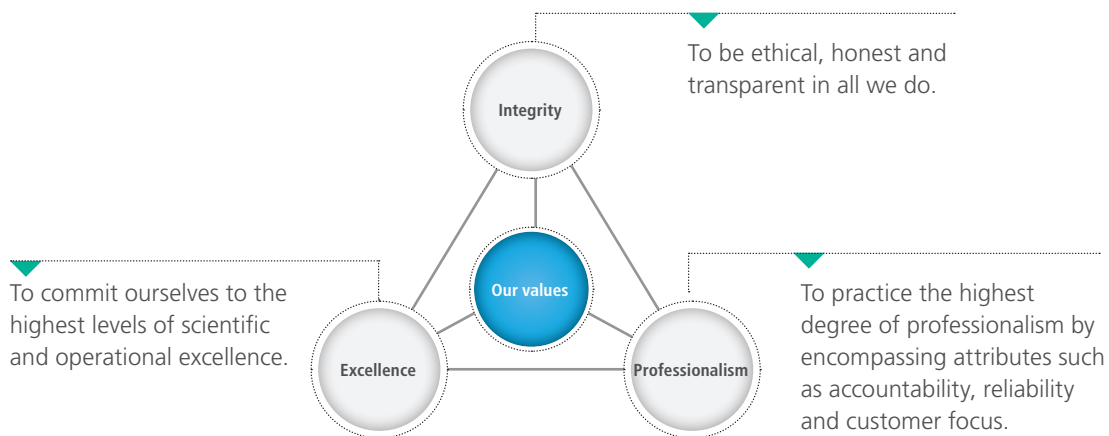 To be ethical, honest and
transparent in all we do.
Integrity
Our values
To commit ourselves to the
highest levels of scientific
and operational excellence.
Excellence
Professionalism
To practice the highest
degree of professionalism by
encompassing attributes such
as accountability, reliability
and customer focus.